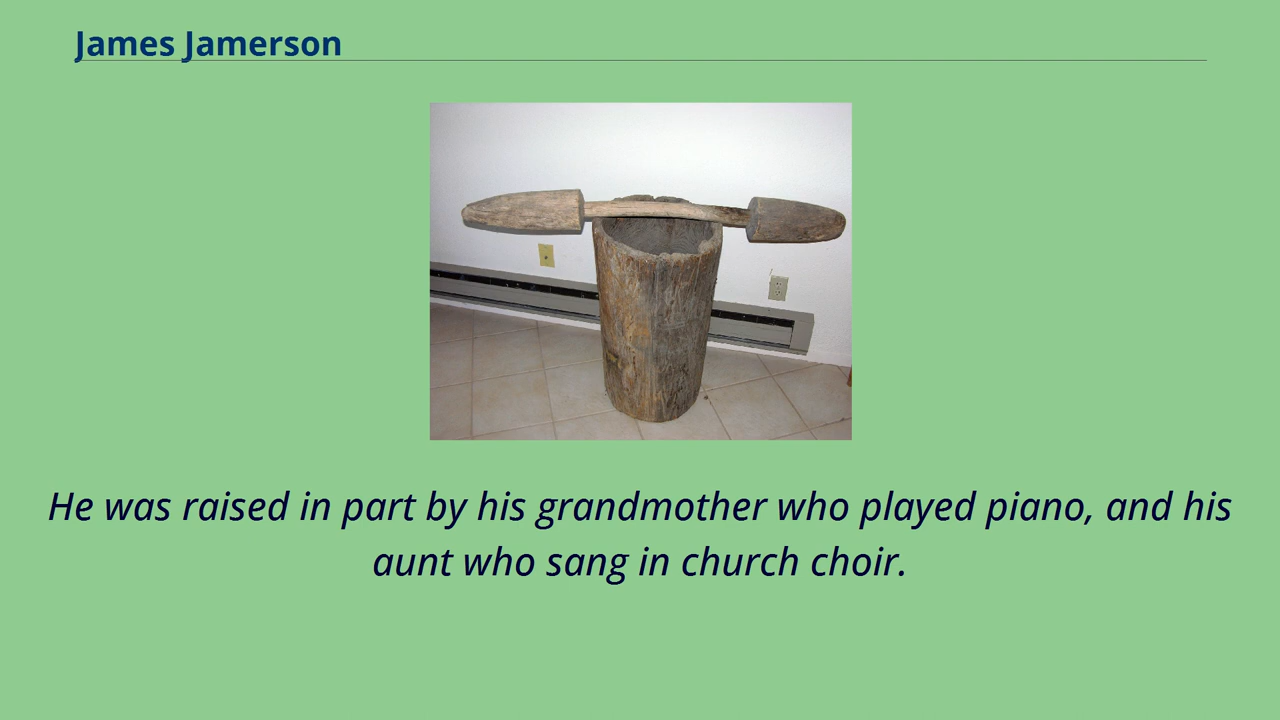 James Jamerson
He was raised in part by his grandmother who played piano, and his
aunt who sang in church choir.